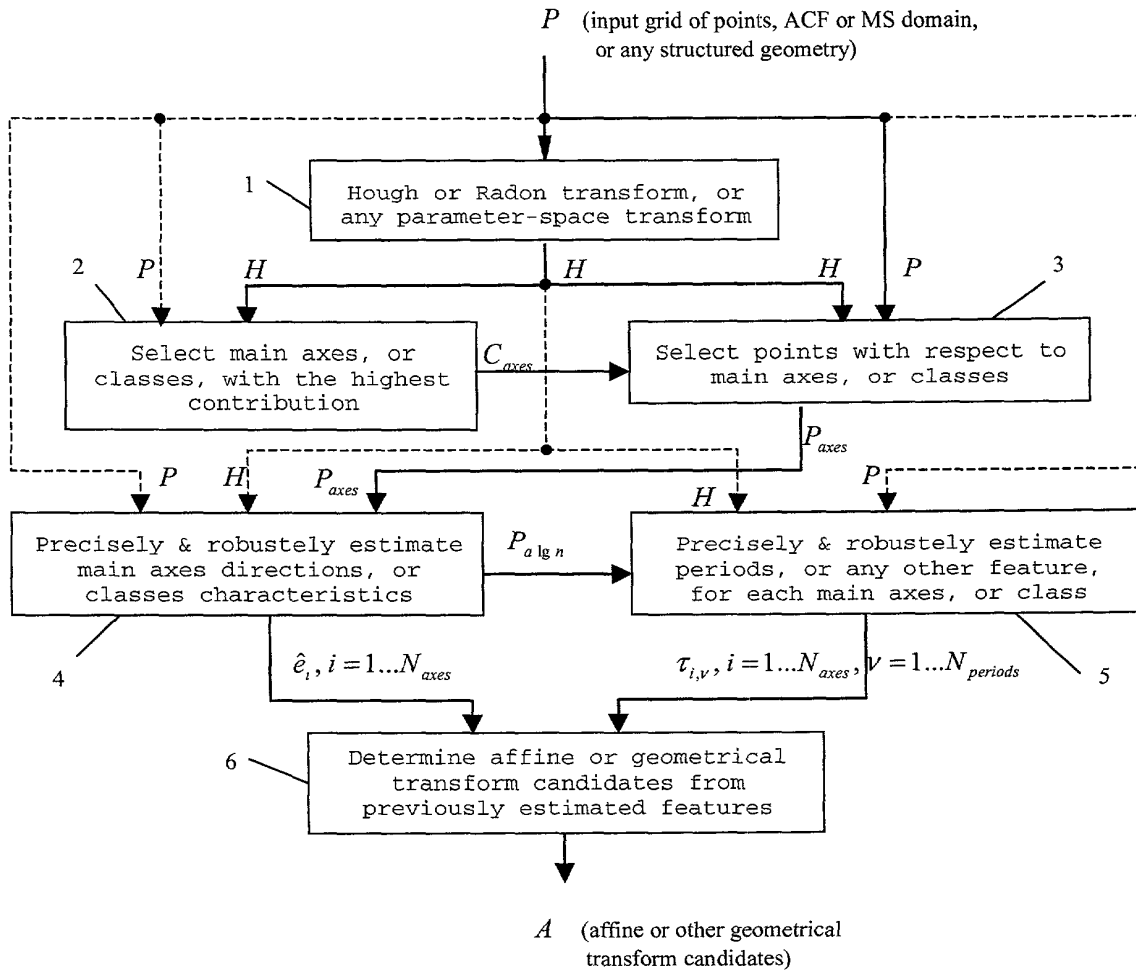 P (input grid of points, ACF or MS domain,
or any structured geometry)
1
Hough or Radon transform, or
any parameter-space transform
2
P
H
H
H
P
3
Select main axes, or
classes, with the highest
contribution
C_axes
Select points with respect to
main axes, or classes
P_axes
P
H
P_axes
H
P
Precisely & robustely estimate
main axes directions, or
classes characteristics
P_a lg n
Precisely & robustely estimate
periods, or any other feature,
for each main axes, or class
4
ê_i, i = 1...N_axes
τ_i,ν, i = 1...N_axes, ν = 1...N_periods
5
6
Determine affine or geometrical
transform candidates from
previously estimated features
A (affine or other geometrical
transform candidates)